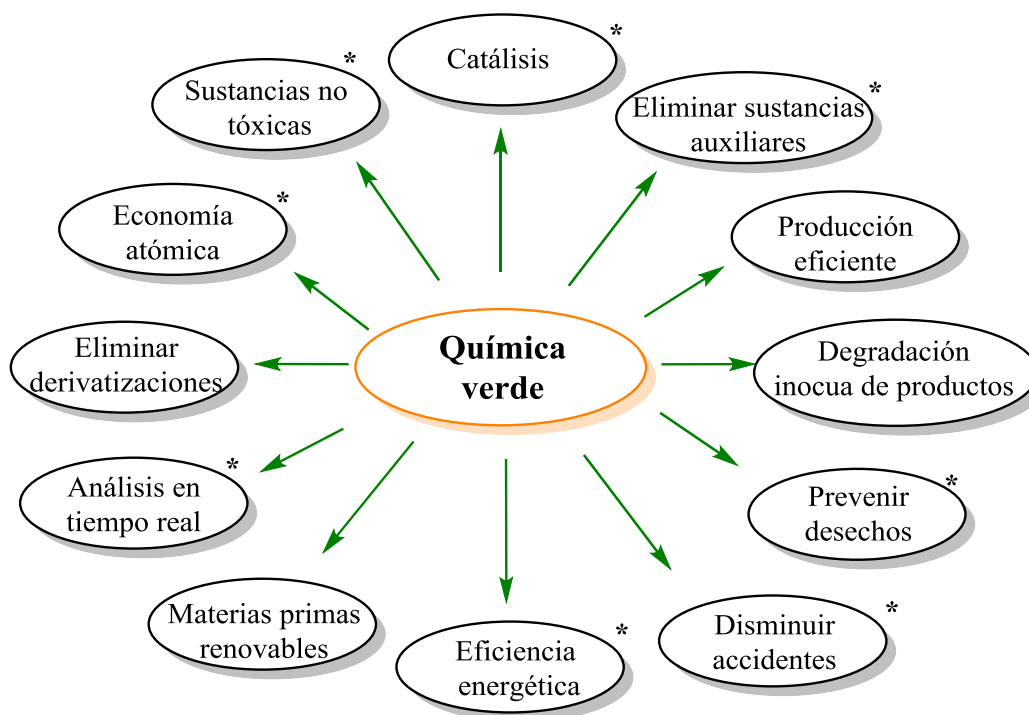 Catálisis *
Sustancias no *
tóxicas
Eliminar sustancias *
auxiliares
Economía *
atómica
Producción
eficiente
Química
verde
Eliminar
derivatizaciones
Degradación
inocua de productos
Análisis en *
tiempo real
Prevenir *
desechos
Materias primas
renovables
Eficiencia *
energética
Disminuir *
accidentes